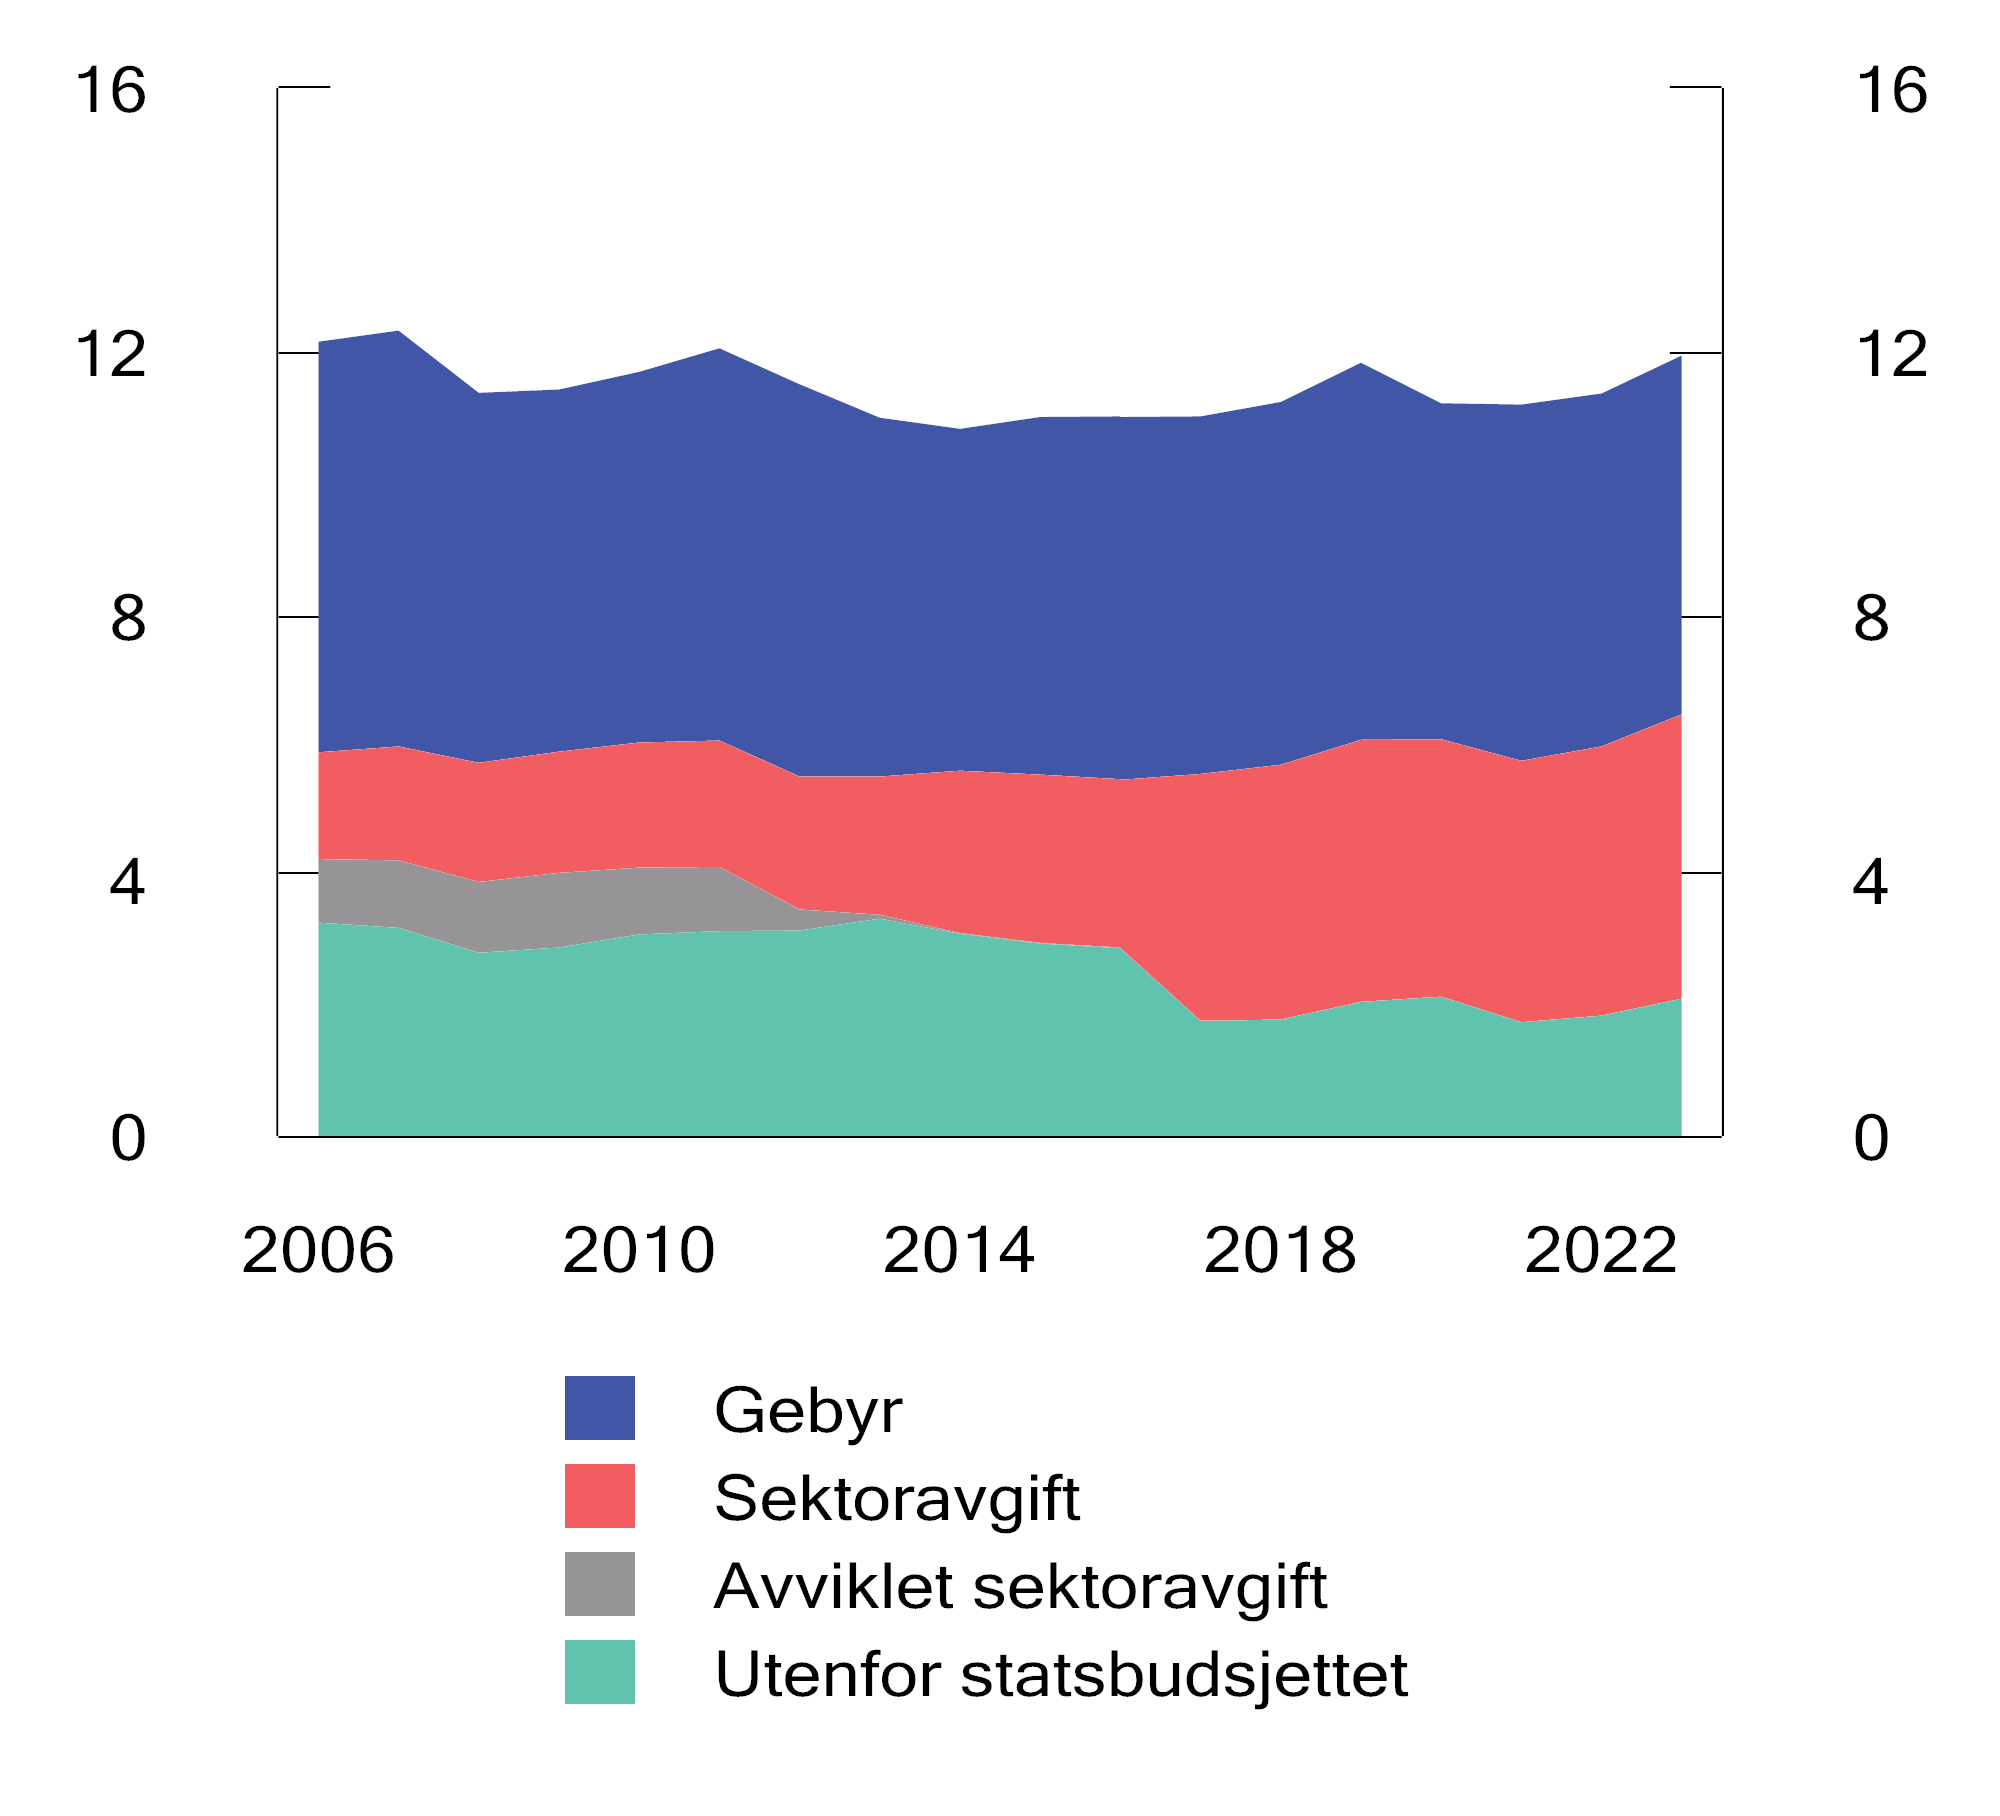 16 16
12 12
8 8
4 4
0 0
2006 2010 2014 2018 2022
Gebyr
Sektoravgift
Avviklet sektoravgift
Utenfor statsbudsjettet